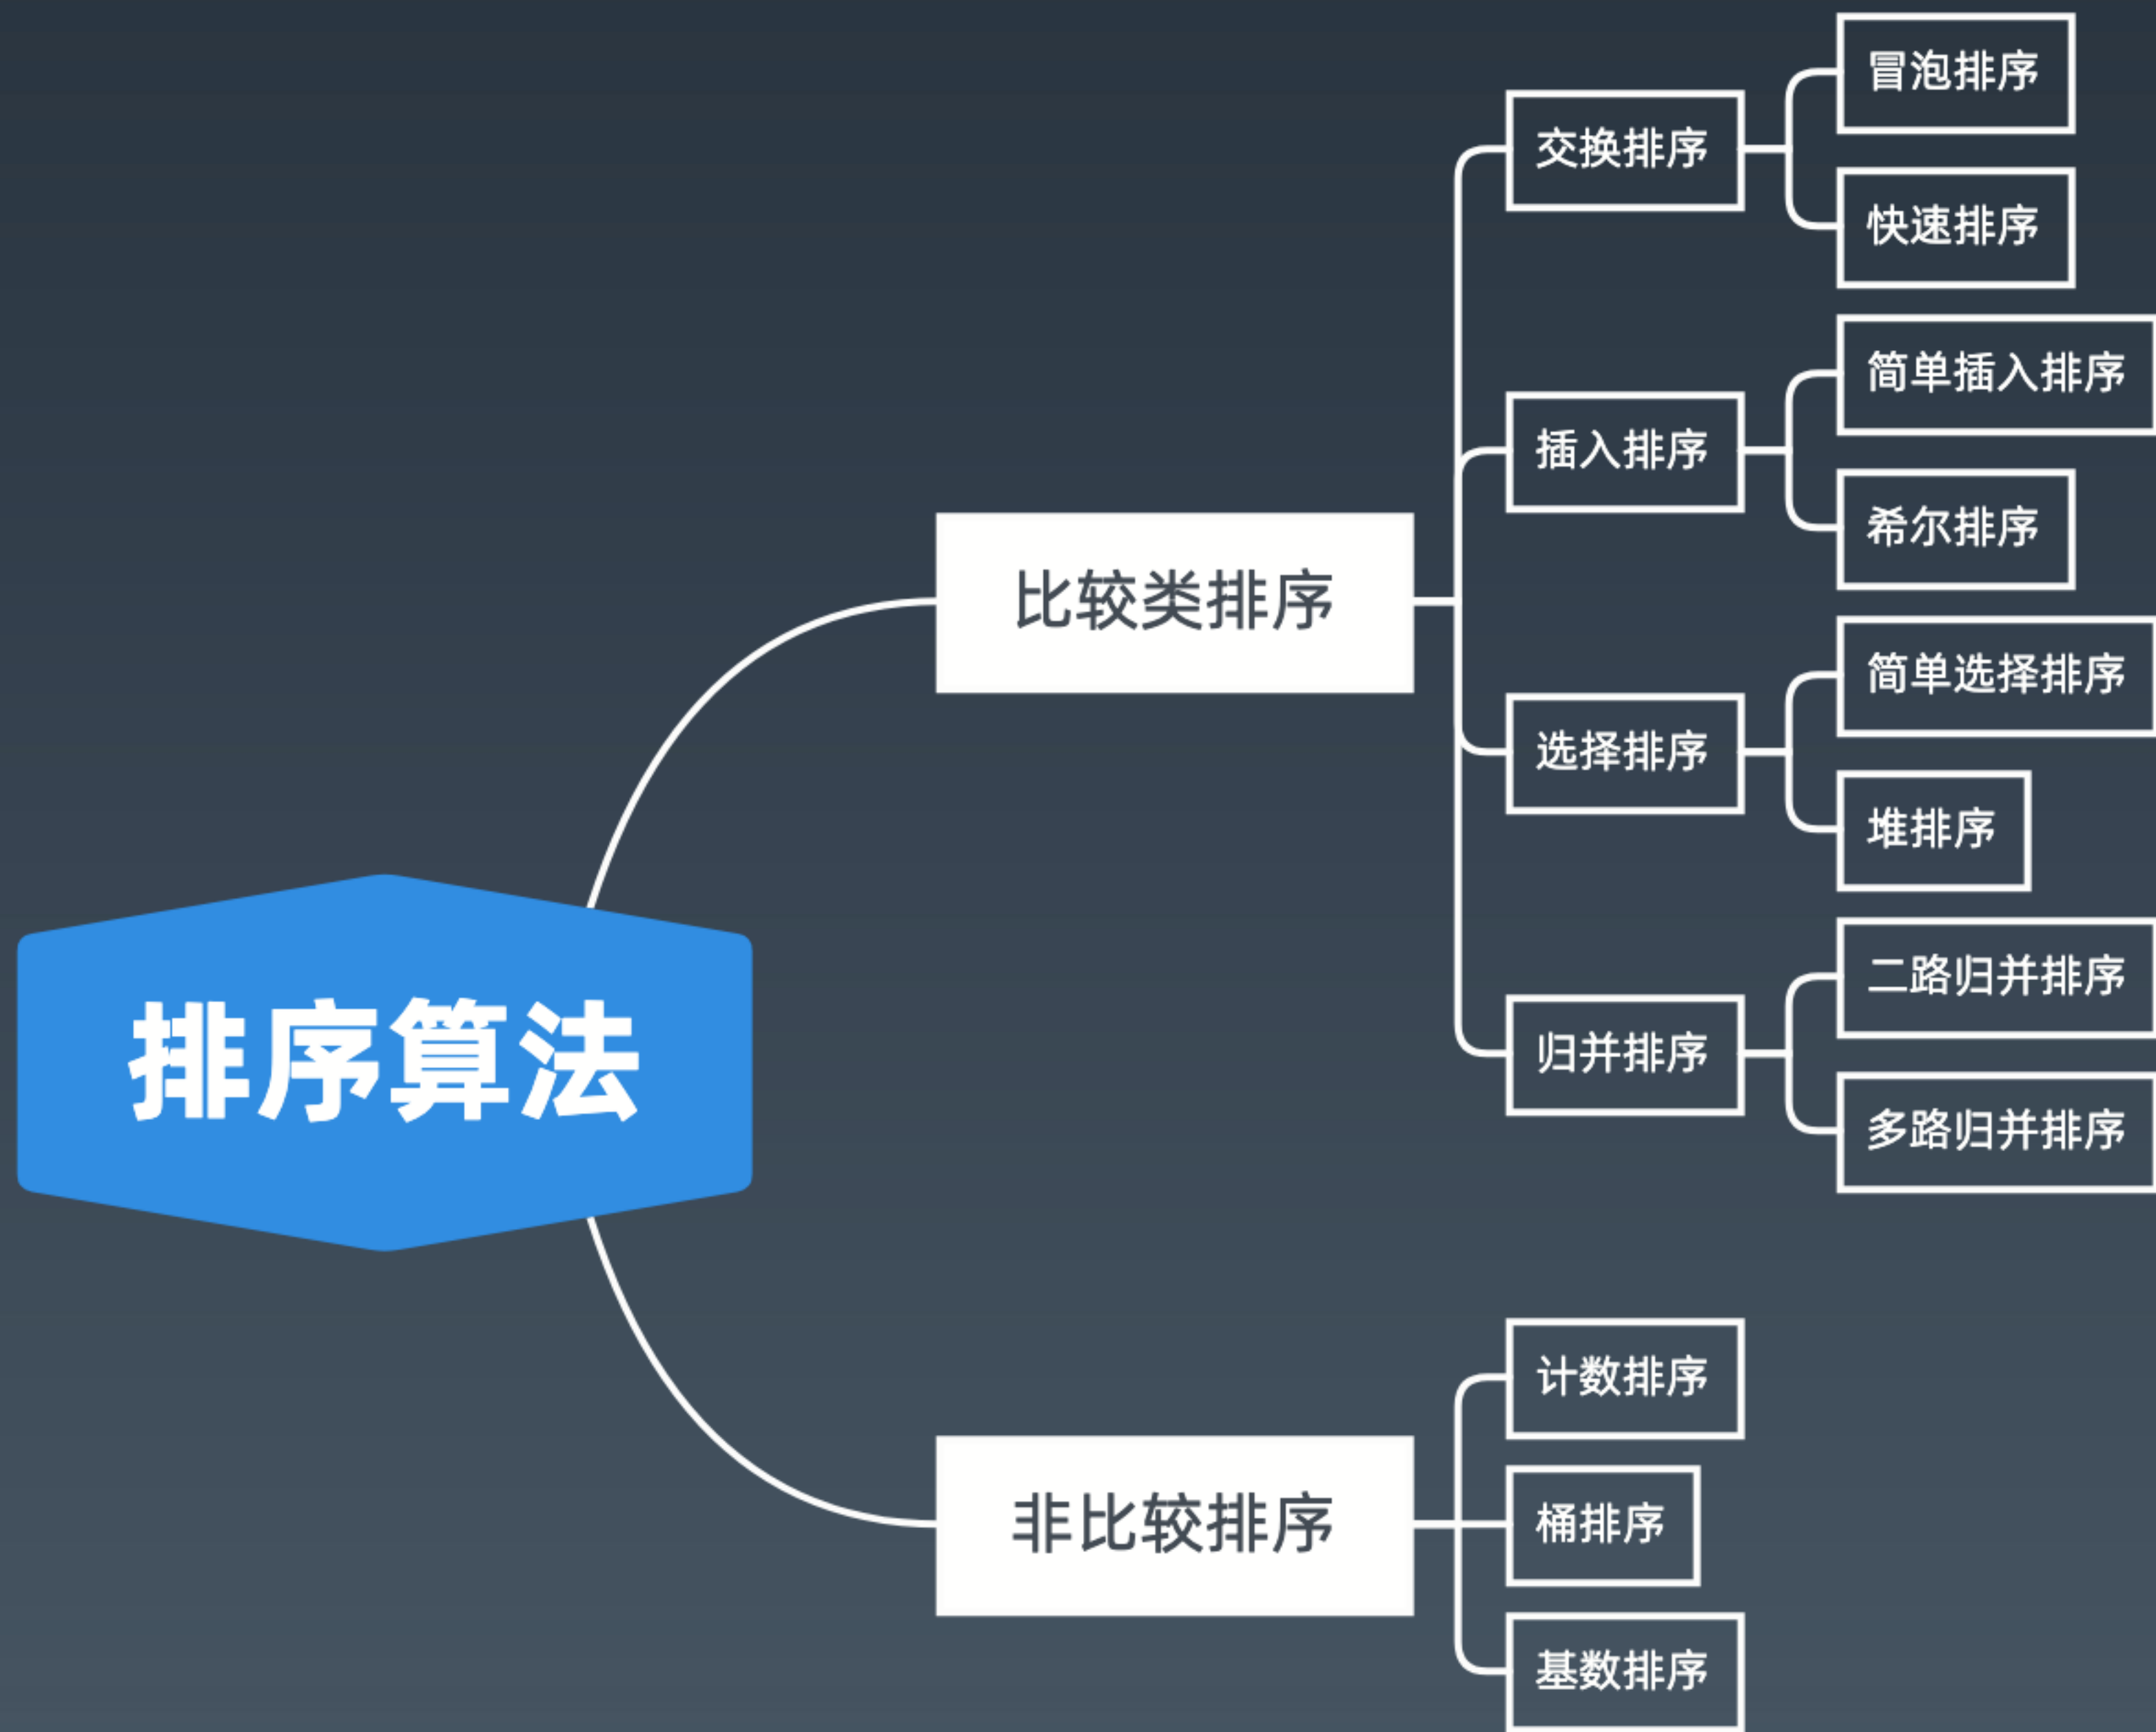 排序算法
比较类排序
交换排序
冒泡排序
快速排序
插入排序
简单插入排序
希尔排序
选择排序
简单选择排序
堆排序
归并排序
二路归并排序
多路归并排序
非比较排序
计数排序
桶排序
基数排序